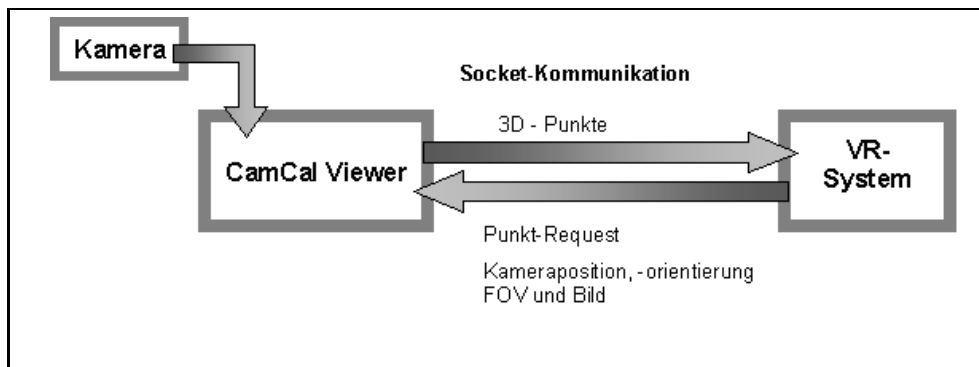 Kamera
Socket-Kommunikation
3D - Punkte
CamCal Viewer
VR-
System
Punkt-Request
Kameraposition, -orientierung
FOV und Bild